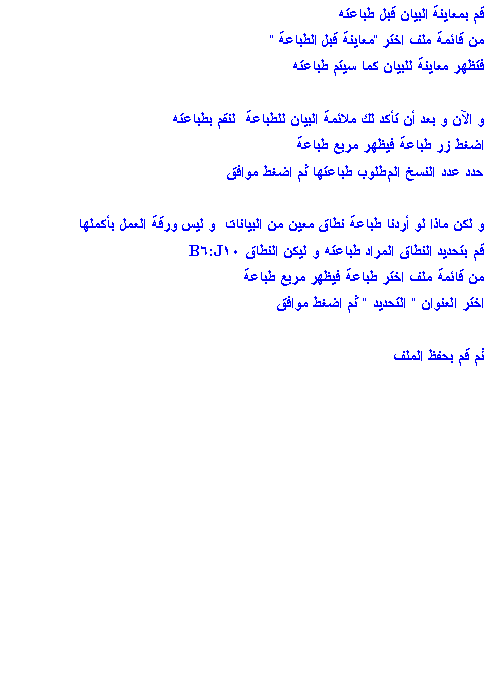 قم بمعاينة البيان قبل طباعته
من قائمة ملف اختر "معاينة قبل الطباعة "
فتظهر معاينة للبيان كما سيتم طباعته
و الآن و بعد أن تأكد لك ملائمة البيان للطباعة لنقم بطباعته
اضغط زر طباعة فيظهر مربع طباعة
حدد عدد النسخ المطلوب طباعتها ثم اضغط موافق
و لكن ماذا لو أردنا طباعة نطاق معين من البيانات و ليس ورقة العمل بأكملها
قم بتحديد النطاق المراد طباعته و ليكن النطاق B٦:J١٠
من قائمة ملف اختر طباعة فيظهر مربع طباعة
اختر العنوان " التحديد " ثم اضغط موافق
ثم قم بحفظ الملف